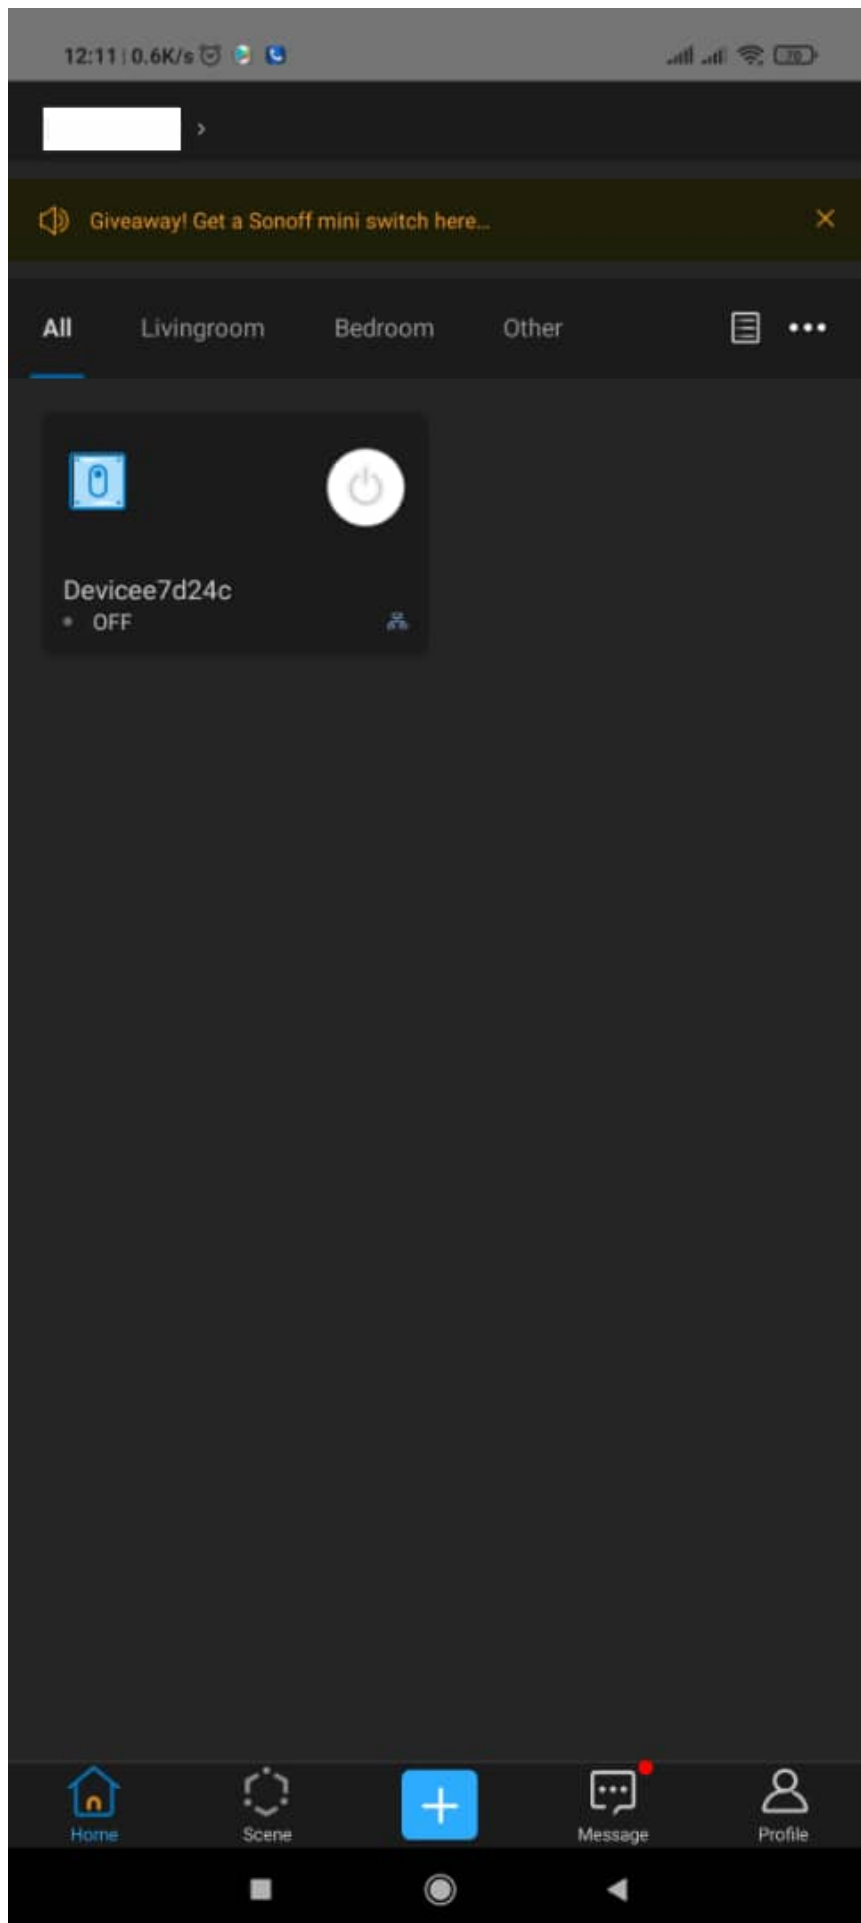 12:11 | 0.6K/s 70
Giveaway! Get a Sonoff mini switch here...
All Livingroom Bedroom Other
Devicee7d24c
OFF
Home Scene Message Profile